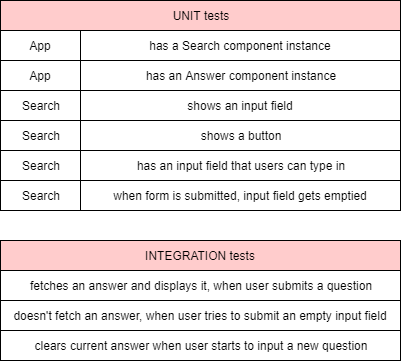 UNIT tests
App has a Search component instance
App has an Answer component instance
Search shows an input field
Search shows a button
Search has an input field that users can type in
Search when form is submitted, input field gets emptied
INTEGRATION tests
fetches an answer and displays it, when user submits a question
doesn't fetch an answer, when user tries to submit an empty input field
clears current answer when user starts to input a new question